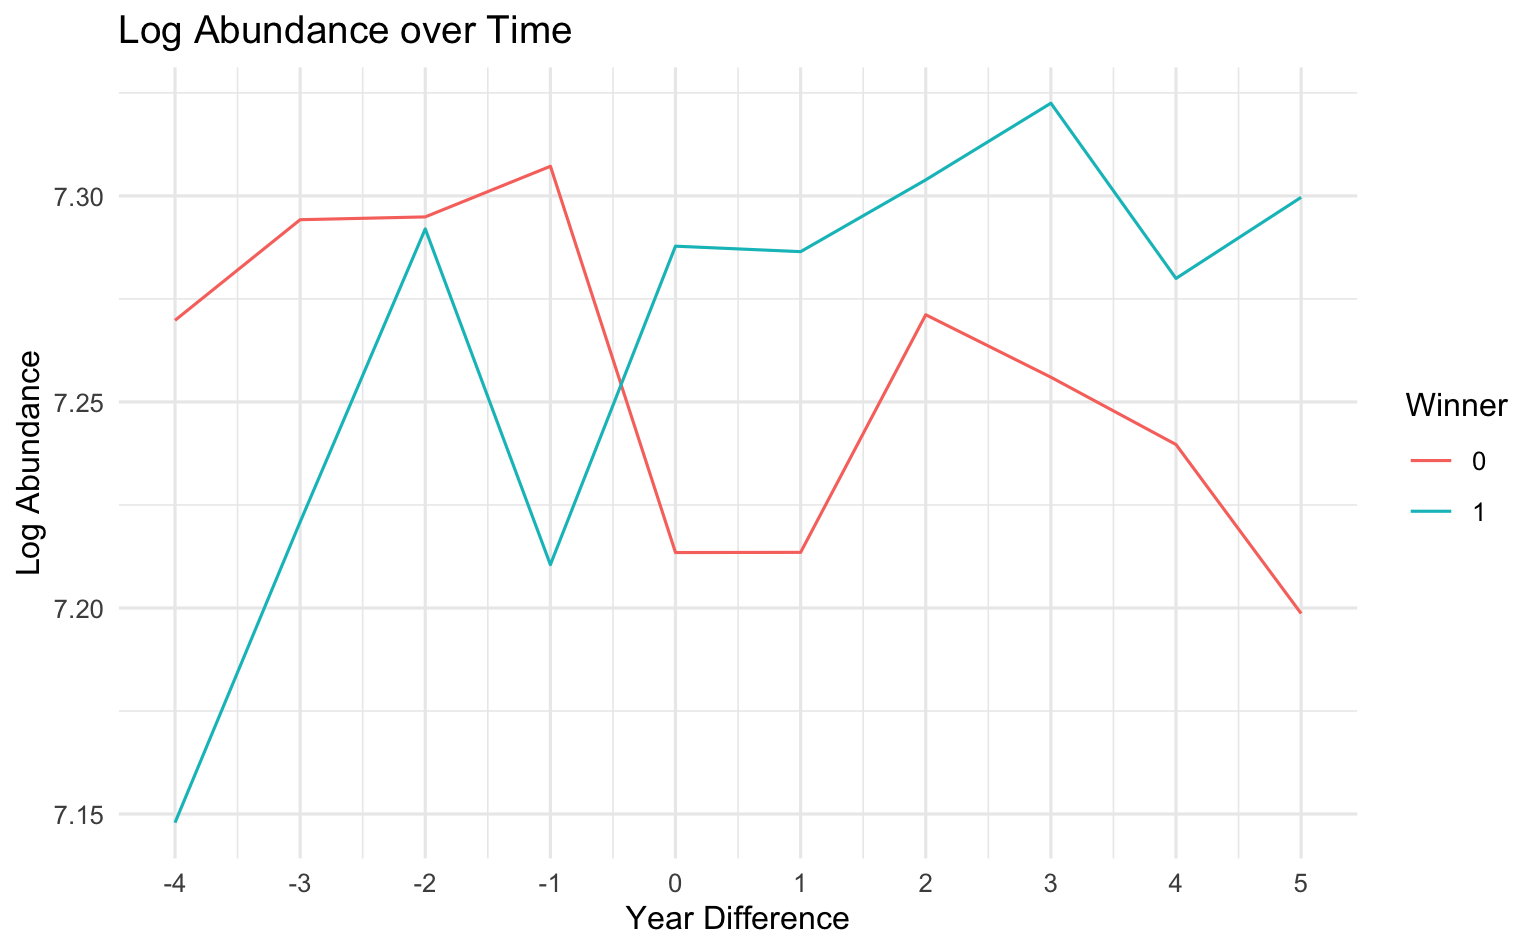 Log Abundance over Time
Log Abundance
7.30
7.25
7.20
7.15
-4 -3 -2 -1 0 1 2 3 4 5
Year Difference
Winner
0
1